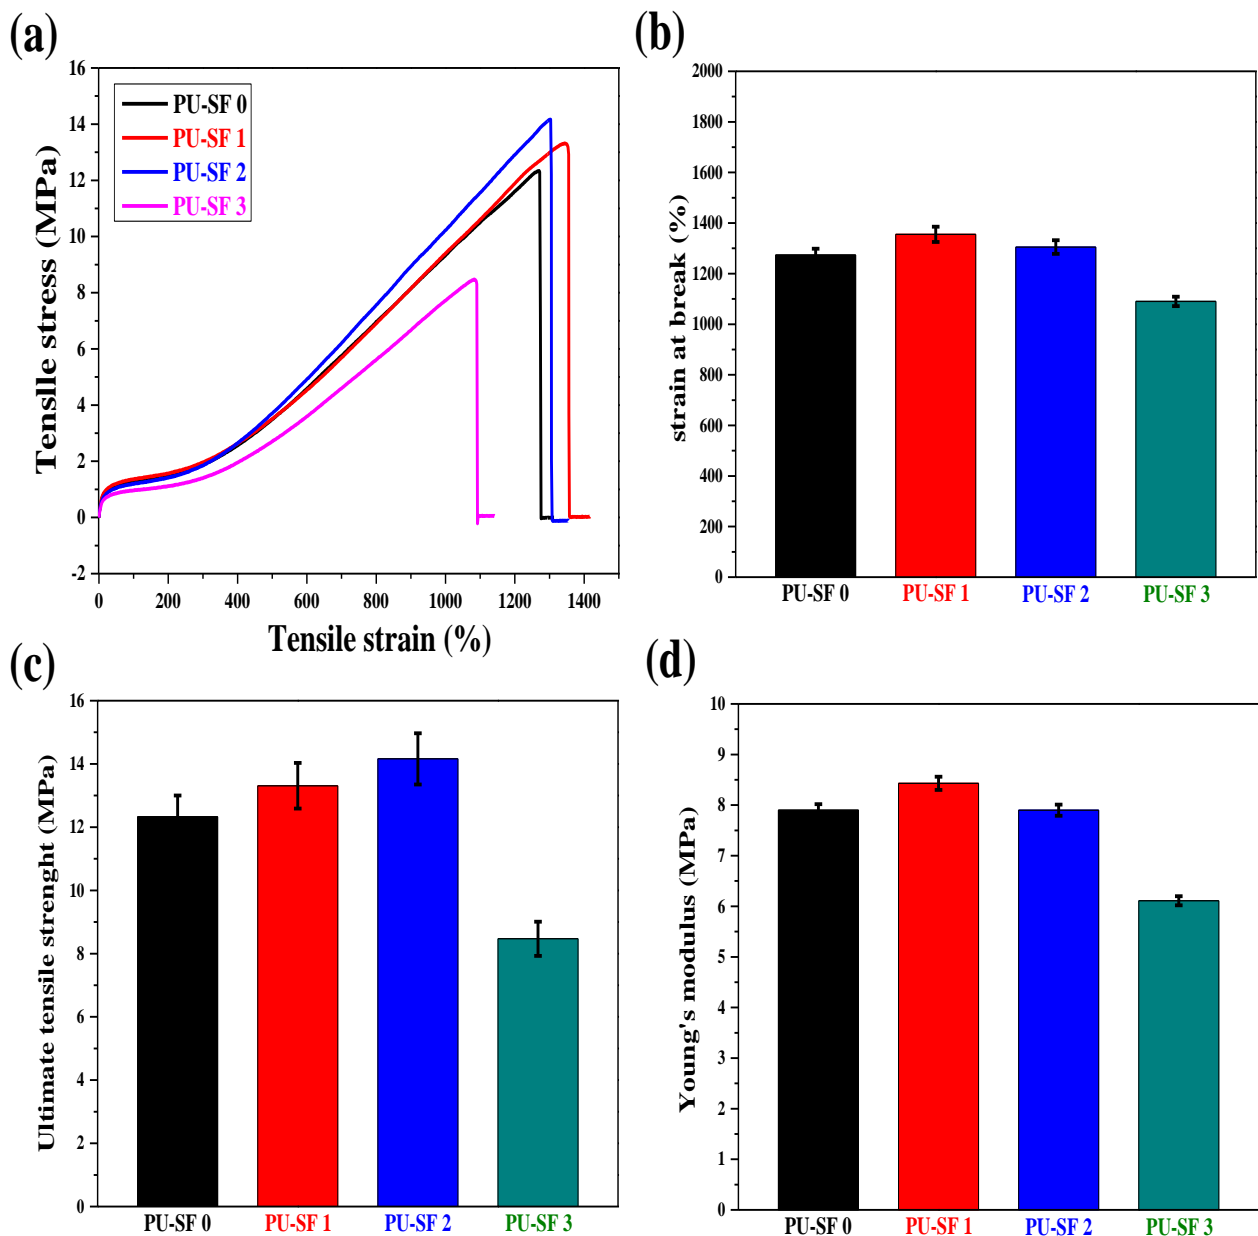 (a)
16
14
12
10
8
6
4
2
0
-2
Tensile stress (MPa)
PU-SF 0
PU-SF 1
PU-SF 2
PU-SF 3
0
200
400
600
800
1000
1200
1400
Tensile strain (%)
(b)
2000
1800
1600
1400
1200
1000
800
600
400
200
0
strain at break (%)
PU-SF 0
PU-SF 1
PU-SF 2
PU-SF 3
(c)
16
14
12
10
8
6
4
2
0
Ultimate tensile strenght (MPa)
PU-SF 0
PU-SF 1
PU-SF 2
PU-SF 3
(d)
10
9
8
7
6
5
4
3
2
1
0
Young's modulus (MPa)
PU-SF 0
PU-SF 1
PU-SF 2
PU-SF 3